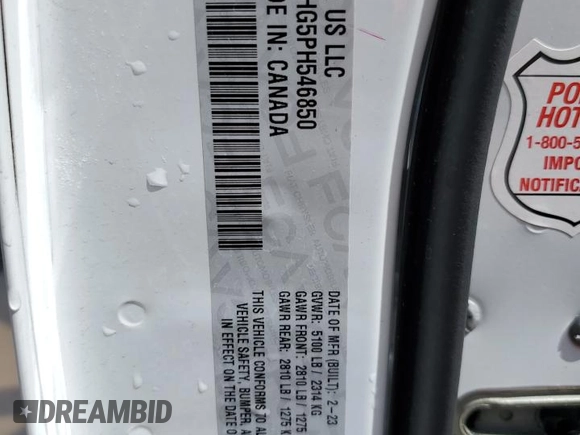 US LLC
HG5PH546850
DE IN: CANADA
DATE OF MFR (BUILT): 2-23
GVWR: 5100 LB/ 2314 KG
GAWR FRONT: 2810 LB/ 1275
GAWR REAR: 2810 LB/ 1275 K
THIS VEHICLE CONFORMS TO AL
VEHICLE SAFETY, BUMPER, A
IN EFFECT ON THE DATE O
PO
HOT
1-800-5
IMPO
NOTIFICA
DREAMBID